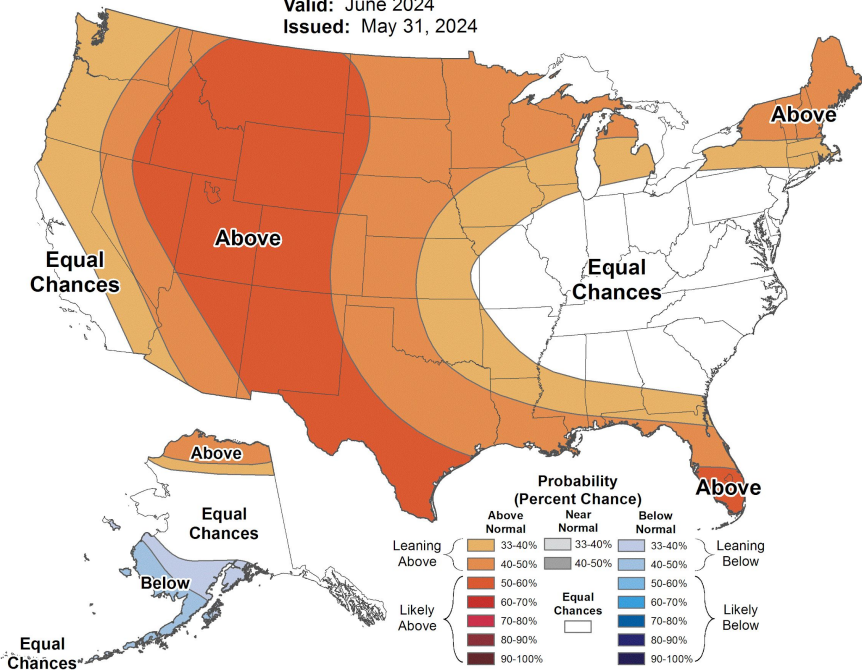 Valid: June 2024
Issued: May 31, 2024
Above
Above
Equal
Chances
Equal
Chances
Above
Above
Equal
Chances
Below
Equal
Chances
Probability
(Percent Chance)
Above
Normal
Near
Normal
Below
Normal
Leaning
Above
33-40%
33-40%
33-40%
Leaning
Below
40-50%
40-50%
40-50%
Likely
Above
50-60%
50-60%
Likely
Below
60-70%
60-70%
Equal
Chances
70-80%
70-80%
80-90%
80-90%
90-100%
90-100%